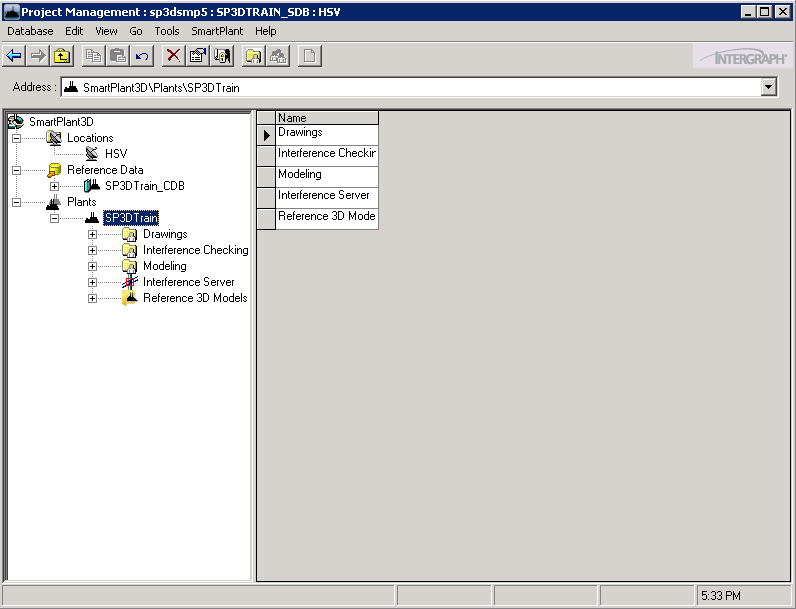 Project Management : sp3dsmp5 : SP3DTRAIN_SDB : HSV
Database Edit View Go Tools SmartPlant Help
INTERGRAPH
Address : SmartPlant3D\Plants\SP3DTrain
SmartPlant3D
Locations
HSV
Reference Data
SP3DTrain_CDB
Plants
SP3DTrain
Drawings
Interference Checking
Modeling
Interference Server
Reference 3D Models
Name
Drawings
Interference Checkin
Modeling
Interference Server
Reference 3D Mode
5:33 PM